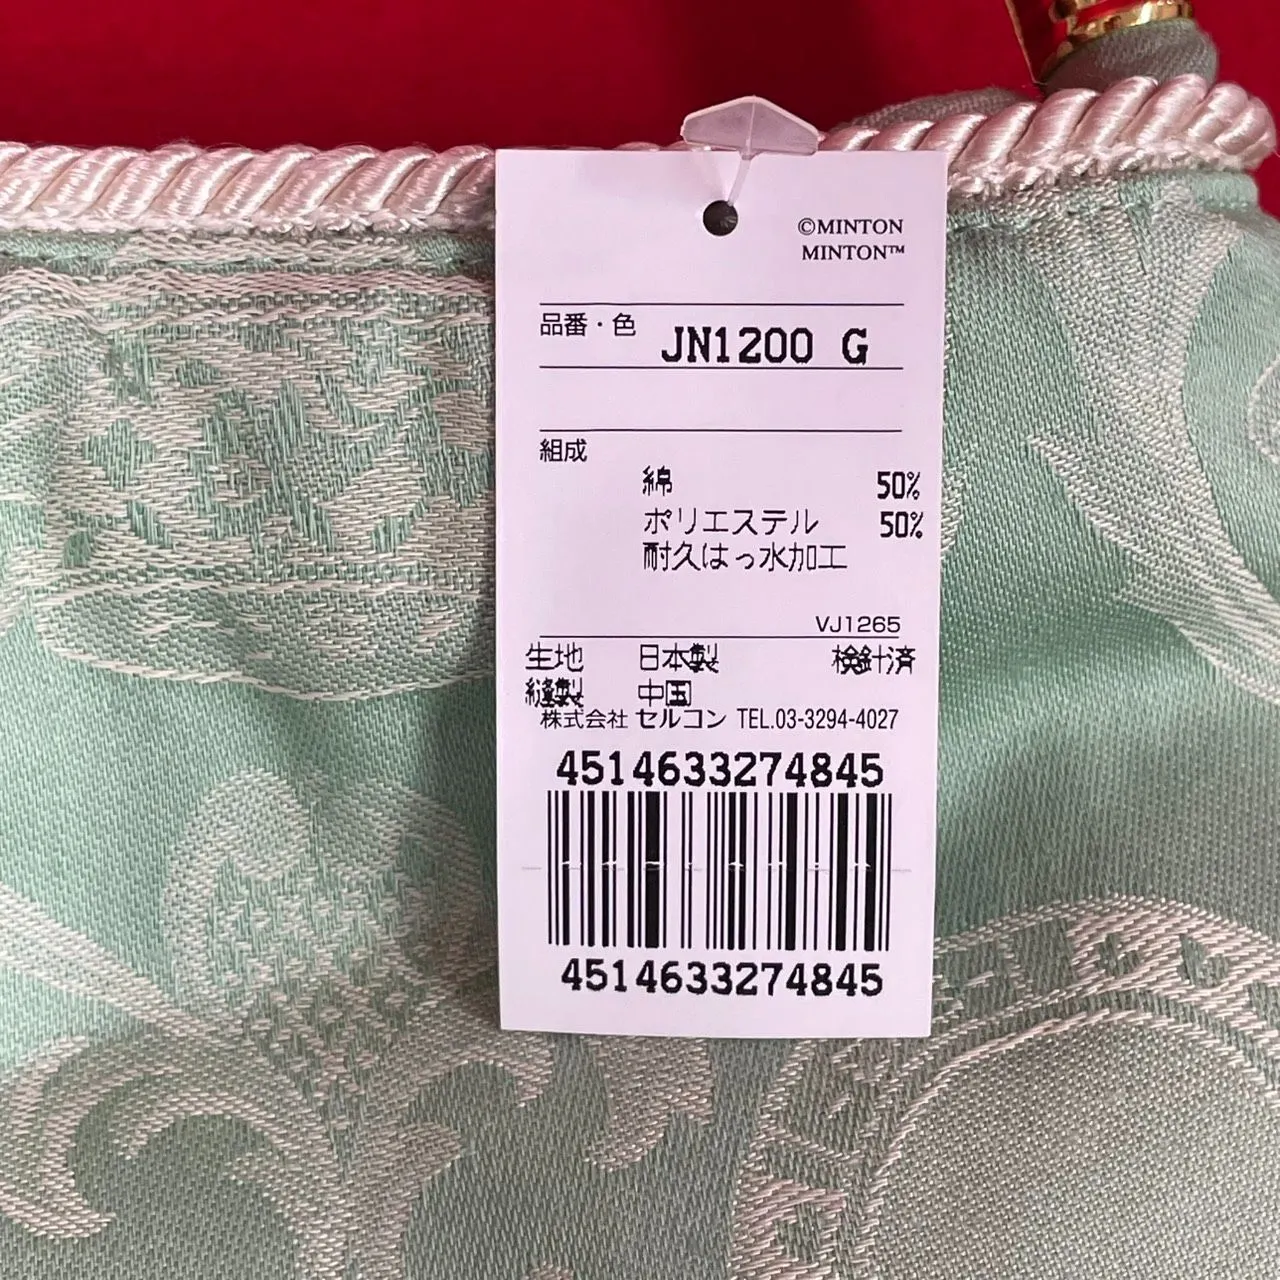 ©MINTON
MINTON™
品番・色 JN1200 G
組成
綿 50%
ポリエステル 50%
耐久はっ水加工
VJ1265
生地 日本製 検針済
縫製 中国
株式会社 セルコン TEL.03-3294-4027
4514633274845
4514633274845